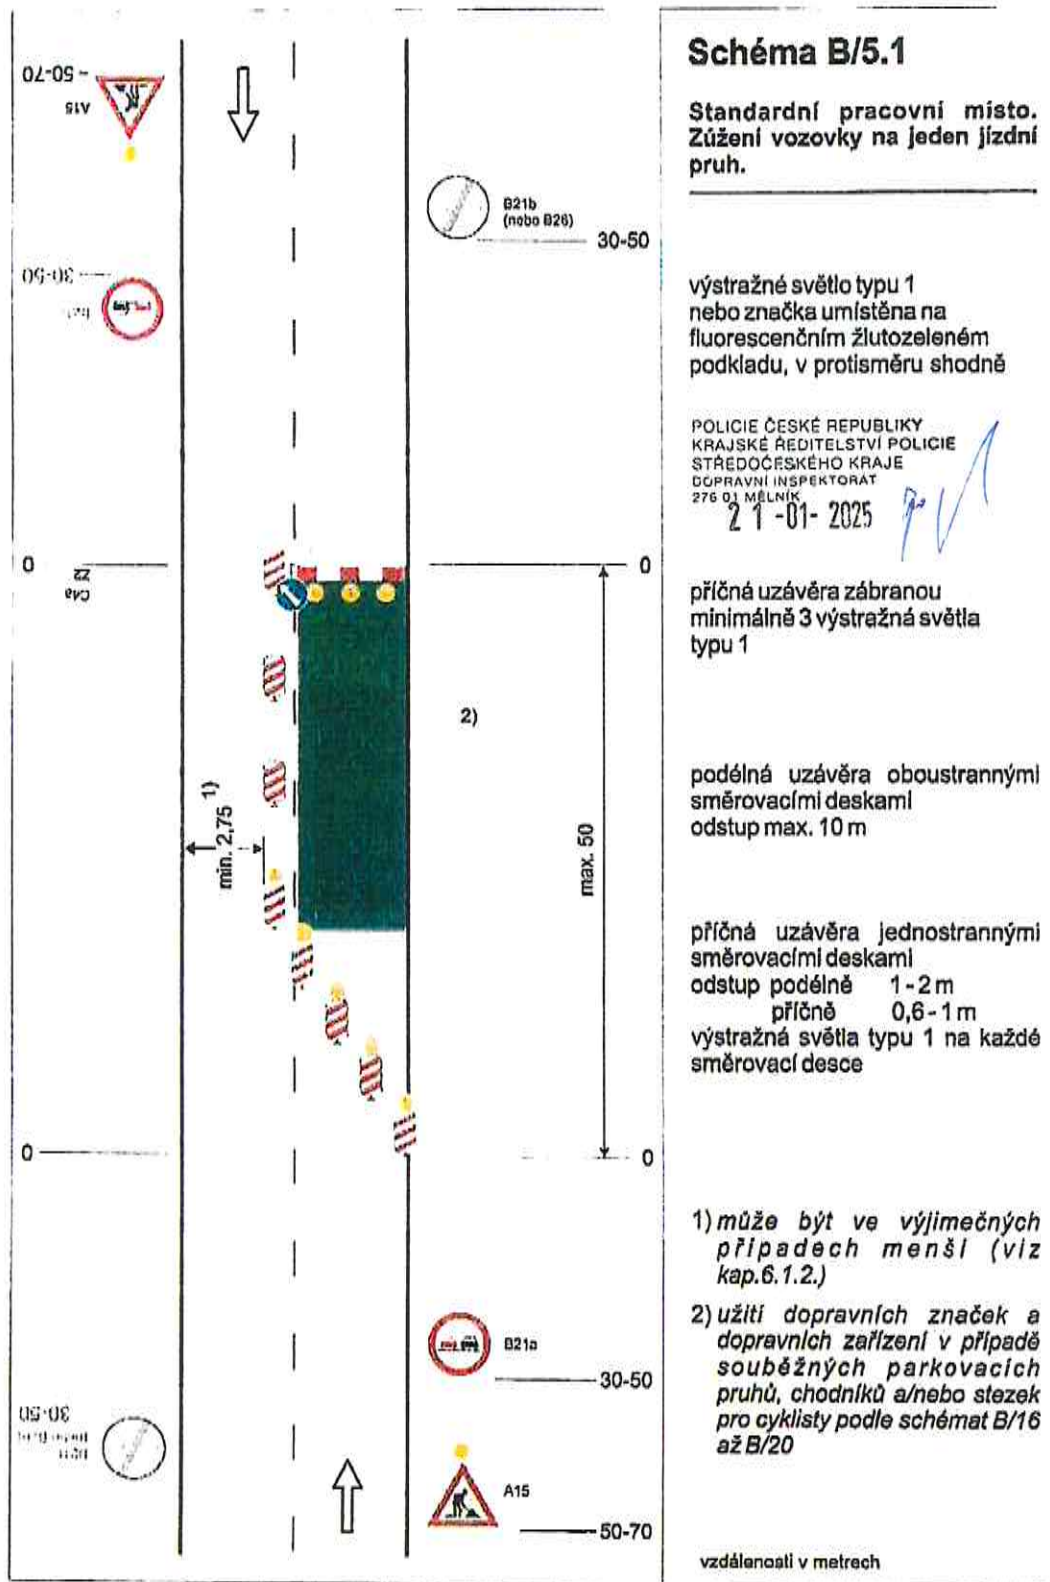 Schéma B/5.1
Standardní pracovní místo.
Zúžení vozovky na jeden jízdní
pruh.
50-70
A15
B21b
(nebo B26)
30-50
30-50
výstražné světlo typu 1
nebo značka umístěna na
fluorescenčním žlutozeleném
podkladu, v protisměru shodně
POLICIE ČESKÉ REPUBLIKY
KRAJSKÉ ŘEDITELSTVÍ POLICIE
STŘEDOČESKÉHO KRAJE
DOPRAVNÍ INSPEKTORÁT
276 01 MĚLNÍK
21 -01- 2025
0
Z2
C4a
0
příčná uzávěra zábranou
minimálně 3 výstražná světla
typu 1
2)
podélná uzávěra oboustrannými
směrovacími deskami
odstup max. 10 m
min. 2,75 1)
max. 50
příčná uzávěra jednostrannými
směrovacími deskami
odstup podélně 1-2 m
příčně 0,6-1 m
výstražná světla typu 1 na každé
směrovací desce
0
0
1) může být ve výjimečných
případech menší (viz
kap.6.1.2.)
2) užití dopravních značek a
dopravních zařízení v případě
souběžných parkovacích
pruhů, chodníků a/nebo stezek
pro cyklisty podle schémat B/16
až B/20
B21a
30-50
30-50
A15
50-70
vzdálenosti v metrech